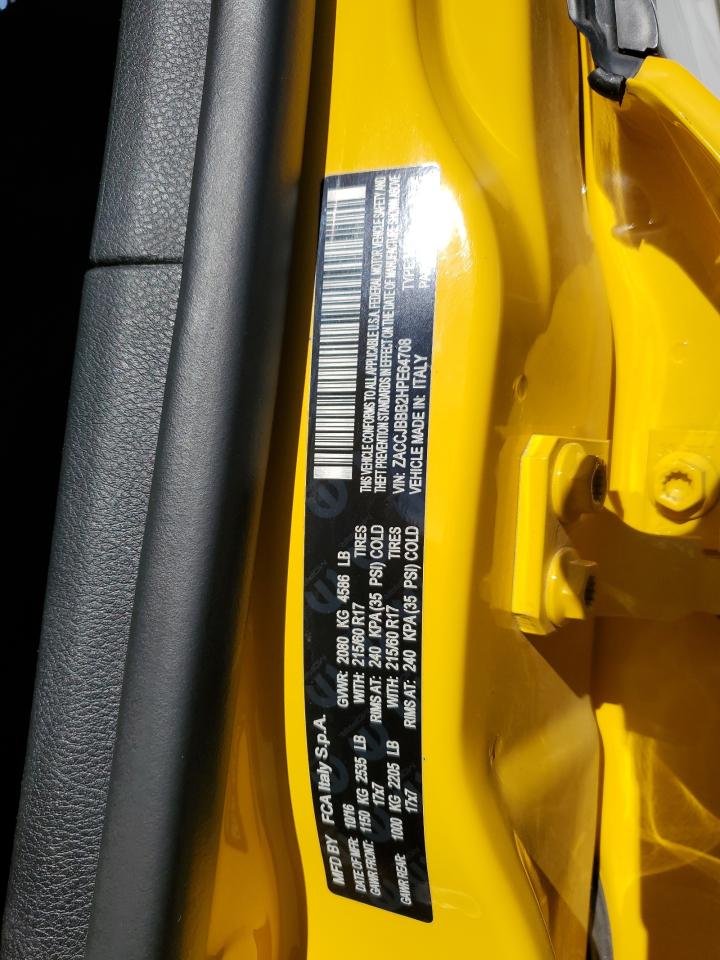 MFD BY FCA Italy S.p.A.
DATE OF MFR: 10/16 GVWR: 2080 KG 4586 LB
GAWR FRONT: 1150 KG 2535 LB WITH: 215/60 R17 TIRES
17x7 RIMS AT: 240 KPA (35 PSI) COLD
GAWR REAR: 1000 KG 2205 LB WITH: 215/60 R17 TIRES
17x7 RIMS AT: 240 KPA (35 PSI) COLD
THIS VEHICLE CONFORMS TO ALL APPLICABLE U.S.A. FEDERAL MOTOR VEHICLE SAFETY AND
THEFT PREVENTION STANDARDS IN EFFECT ON THE DATE OF MANUFACTURE SHOWN ABOVE
VIN: ZACCJBBB2HPE64708 TYPE:
VEHICLE MADE IN: ITALY